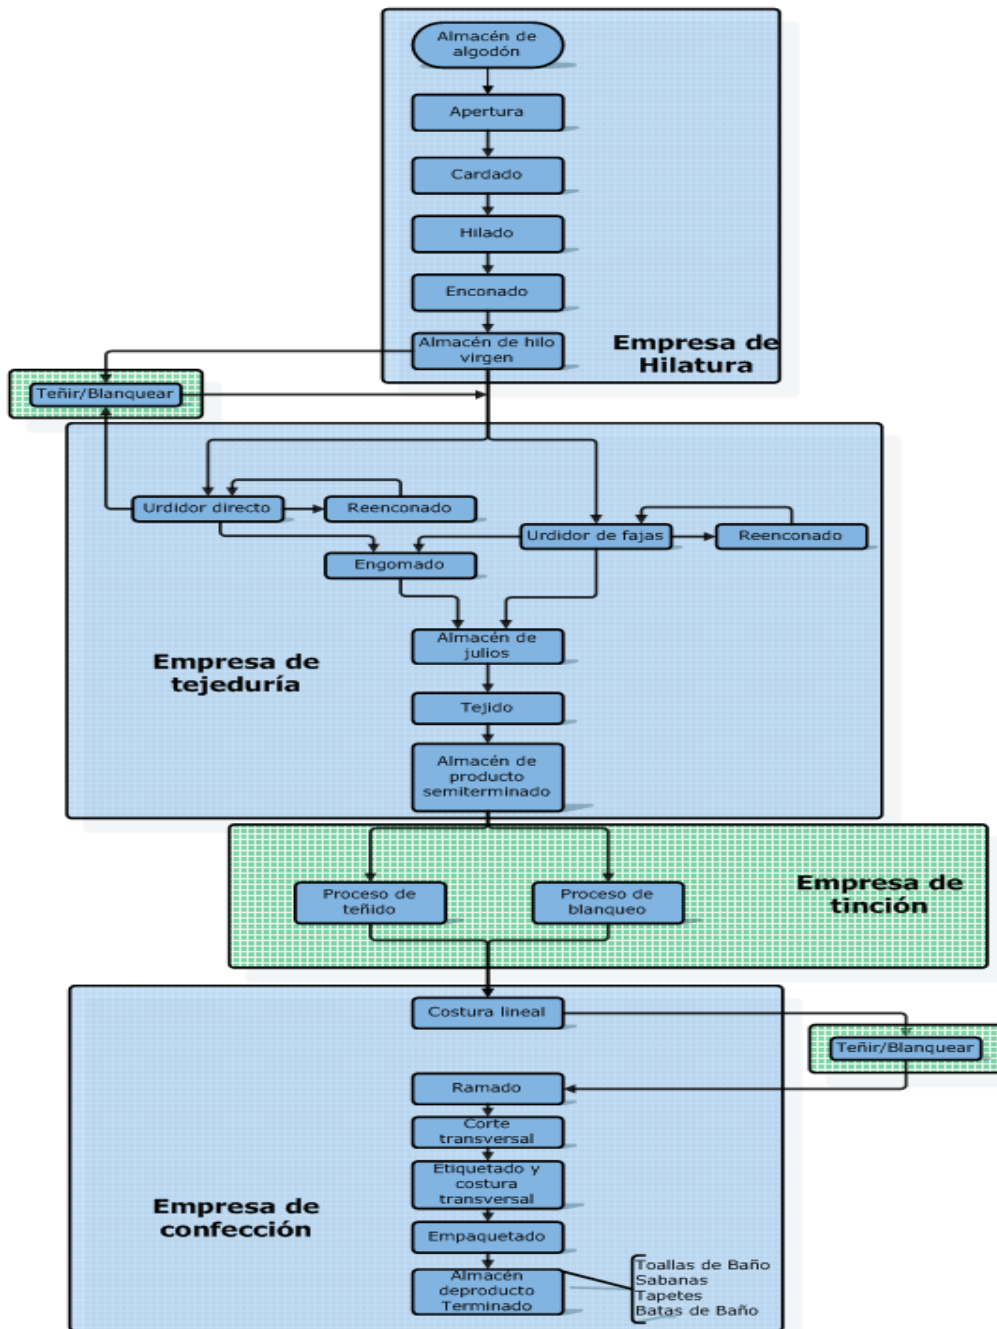 Almacén de
algodón
Apertura
Cardado
Hilado
Enconado
Almacén de hilo
virgen
Empresa de
Hilatura
Teñir/Blanquear
Urdidor directo
Reenconado
Urdidor de fajas
Reenconado
Engomado
Almacén de
julios
Empresa de
tejeduría
Tejido
Almacén de
producto
semiterminado
Proceso de
teñido
Proceso de
blanqueo
Empresa de
tinción
Costura lineal
Teñir/Blanquear
Ramado
Corte
transversal
Etiquetado y
costura
transversal
Empresa de
confección
Empaquetado
Almacén
deproducto
Terminado
Toallas de Baño
Sabanas
Tapetes
Batas de Baño